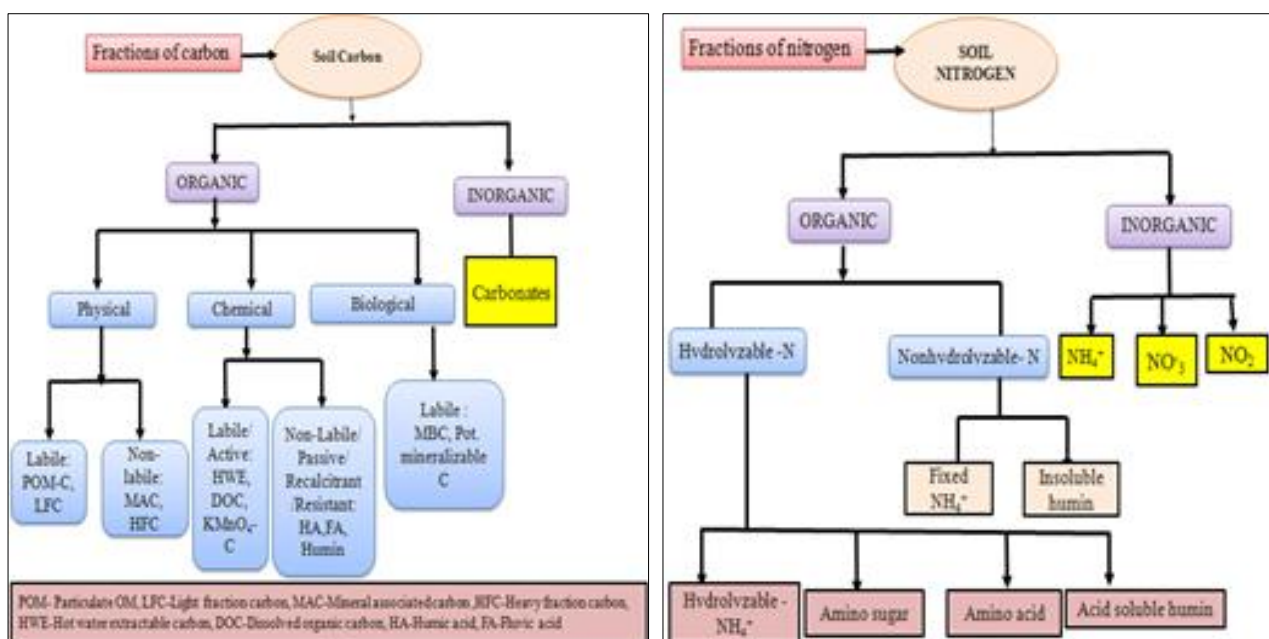 Fractions of carbon
Soil Carbon
ORGANIC
INORGANIC
Carbonates
Physical
Chemical
Biological
Labile:
POM-C,
LFC
Non-
labile:
MAC,
HFC
Labile/
Active:
HWE,
DOC,
KMnO₄-
C
Non-Labile/
Passive/
Recalcitrant
/Resistant:
HA,FA,
Humin
Labile :
MBC, Pot.
mineralizable
C
POM- Particulate OM, LFC-Light fraction carbon, MAC-Mineral associated carbon ,HFC-Heavy fraction carbon,
HWE-Hot water extractable carbon, DOC-Dissolved organic carbon, HA-Humic acid, FA-Fluvic acid
Fractions of nitrogen
SOIL
NITROGEN
ORGANIC
INORGANIC
Hydrolyzable -N
Nonhydrolyzable- N
NH₄⁺
NO⁻₃
NO₂
Fixed
NH₄⁺
Insoluble
humin
Hydrolyzable -
NH₄⁺
Amino sugar
Amino acid
Acid soluble humin